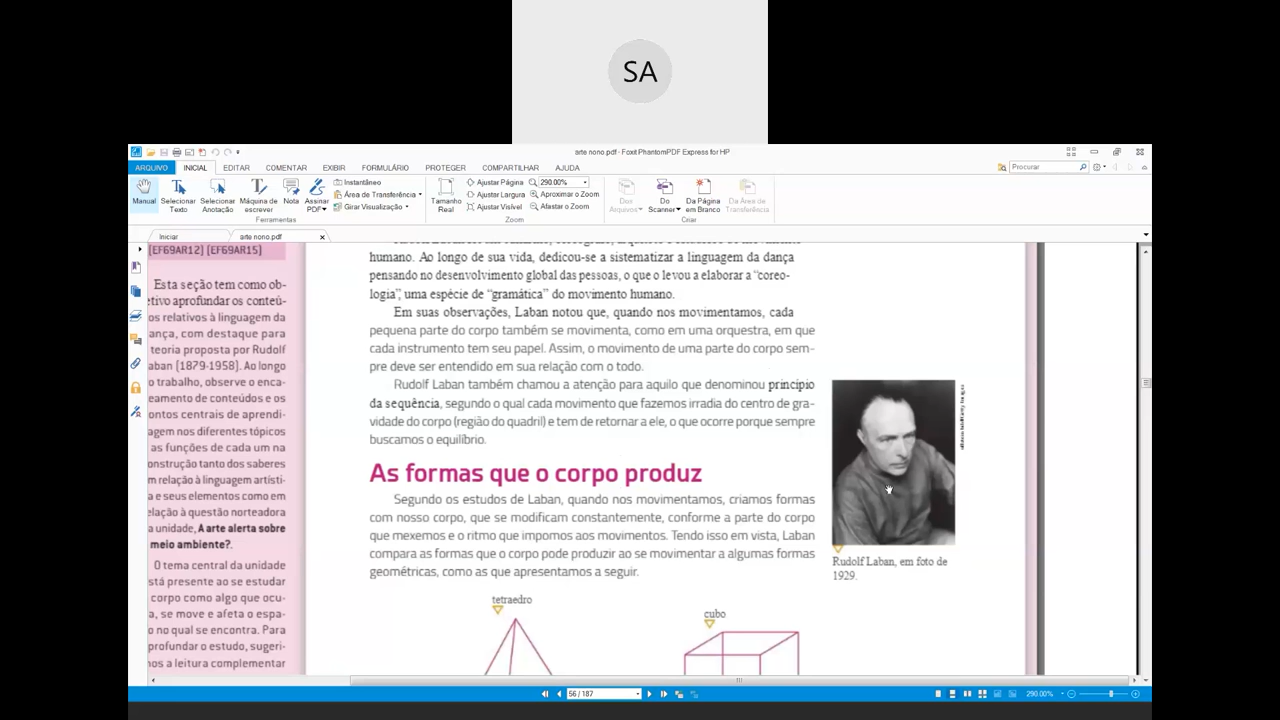 SA
arte nono.pdf - Foxit PhantomPDF Express for HP
ARQUIVO INICIAL EDITAR COMENTAR EXIBIR FORMULÁRIO PROTEGER COMPARTILHAR AJUDA
Procurar
Manual Selecionar Texto Selecionar Anotação Máquina de escrever Nota Assinar PDF
Instantâneo
Área de Transferência
Girar Visualização
Ferramentas
Tamanho Real
Ajustar Página
Ajustar Largura
Ajustar Visível
290.00%
Aproximar o Zoom
Afastar o Zoom
Zoom
Dos Arquivos Do Scanner Da Página em Branco Da Área de Transferência
Criar
Iniciar arte nono.pdf
[EF69AR12] [EF69AR15]
Esta seção tem como ob-
etivo aprofundar os conteú-
os relativos à linguagem da
ança, com destaque para
teoria proposta por Rudolf
aban (1879-1958). Ao longo
o trabalho, observe o enca-
eamento de conteúdos e os
ontos centrais de aprendi-
agem nos diferentes tópicos
as funções de cada um na
onstrução tanto dos saberes
m relação à linguagem artísti-
a e seus elementos como em
elação à questão norteadora
a unidade, A arte alerta sobre
meio ambiente?.
O tema central da unidade
stá presente ao se estudar
corpo como algo que ocu-
a, se move e afeta o espa-
o no qual se encontra. Para
profundar o estudo, sugeri-
nos a leitura complementar
humano. Ao longo de sua vida, dedicou-se a sistematizar a linguagem da dança
pensando no desenvolvimento global das pessoas, o que o levou a elaborar a “coreo-
logia”, uma espécie de “gramática” do movimento humano.
Em suas observações, Laban notou que, quando nos movimentamos, cada
pequena parte do corpo também se movimenta, como em uma orquestra, em que
cada instrumento tem seu papel. Assim, o movimento de uma parte do corpo sem-
pre deve ser entendido em sua relação com o todo.
Rudolf Laban também chamou a atenção para aquilo que denominou princípio
da sequência, segundo o qual cada movimento que fazemos irradia do centro de gra-
vidade do corpo (região do quadril) e tem de retornar a ele, o que ocorre porque sempre
buscamos o equilíbrio.
As formas que o corpo produz
Segundo os estudos de Laban, quando nos movimentamos, criamos formas
com nosso corpo, que se modificam constantemente, conforme a parte do corpo
que mexemos e o ritmo que impomos aos movimentos. Tendo isso em vista, Laban
compara as formas que o corpo pode produzir ao se movimentar a algumas formas
geométricas, como as que apresentamos a seguir.
Rudolf Laban, em foto de
1929.
tetraedro
cubo
56 / 187
290.00%